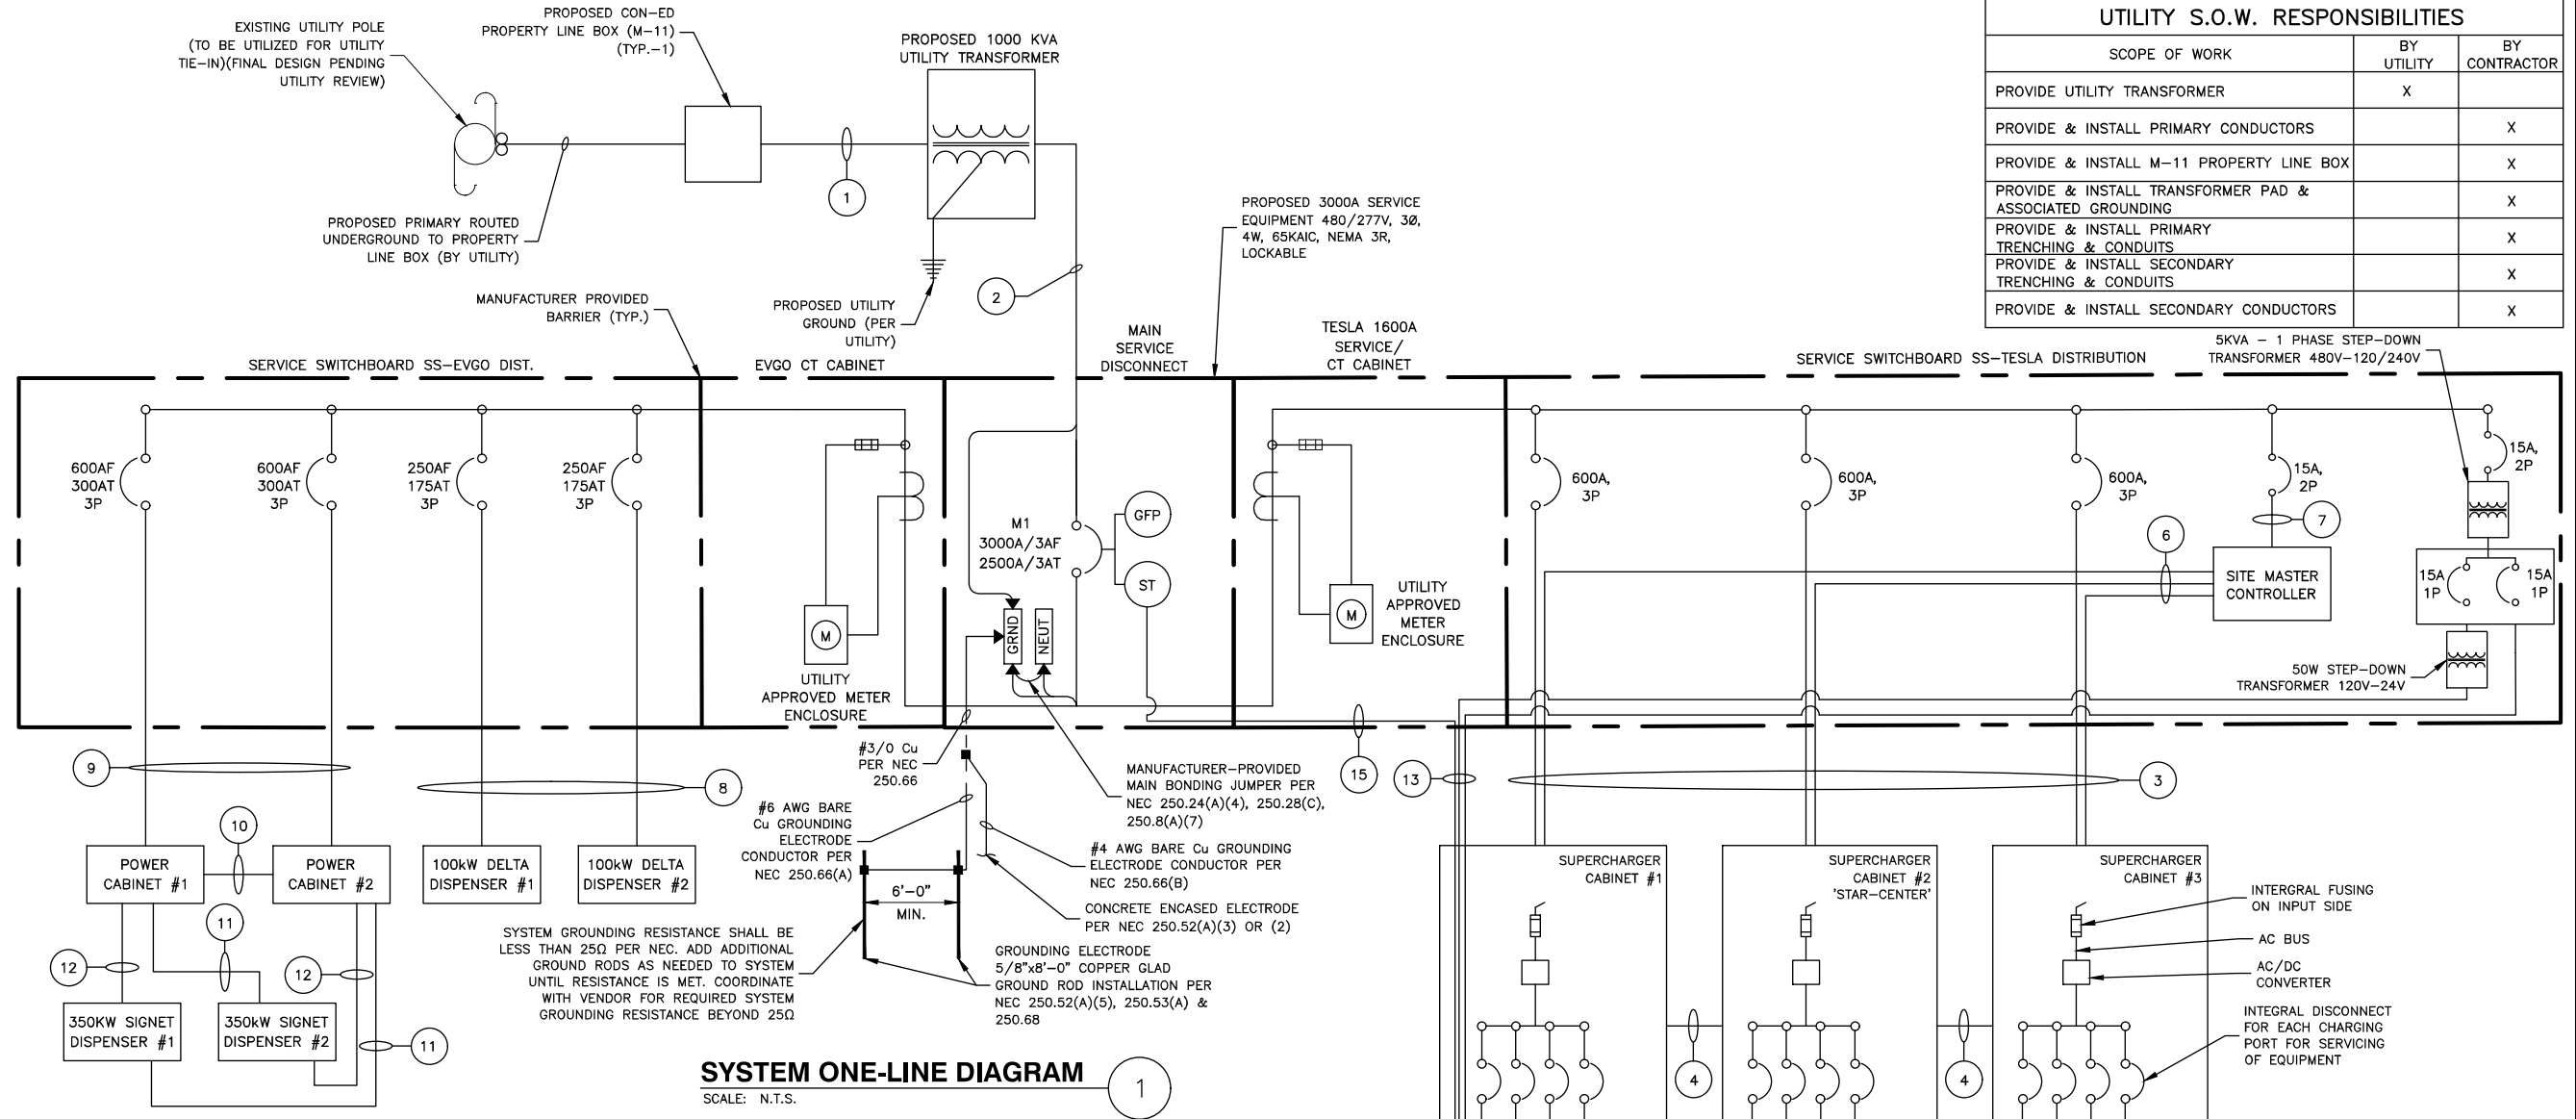 EXISTING UTILITY POLE
(TO BE UTILIZED FOR UTILITY
TIE-IN)(FINAL DESIGN PENDING
UTILITY REVIEW)
PROPOSED CON-ED
PROPERTY LINE BOX (M-11)
(TYP.-1)
PROPOSED 1000 KVA
UTILITY TRANSFORMER
1
PROPOSED PRIMARY ROUTED
UNDERGROUND TO PROPERTY
LINE BOX (BY UTILITY)
PROPOSED UTILITY
GROUND (PER
UTILITY)
2
PROPOSED 3000A SERVICE
EQUIPMENT 480/277V, 3Ø,
4W, 65KAIC, NEMA 3R,
LOCKABLE
UTILITY S.O.W. RESPONSIBILITIES
SCOPE OF WORK
BY
UTILITY
BY
CONTRACTOR
PROVIDE UTILITY TRANSFORMER
X
PROVIDE & INSTALL PRIMARY CONDUCTORS
X
PROVIDE & INSTALL M-11 PROPERTY LINE BOX
X
PROVIDE & INSTALL TRANSFORMER PAD &
ASSOCIATED GROUNDING
X
PROVIDE & INSTALL PRIMARY
TRENCHING & CONDUITS
X
PROVIDE & INSTALL SECONDARY
TRENCHING & CONDUITS
X
PROVIDE & INSTALL SECONDARY CONDUCTORS
X
MANUFACTURER PROVIDED
BARRIER (TYP.)
SERVICE SWITCHBOARD SS-EVGO DIST.
EVGO CT CABINET
MAIN
SERVICE
DISCONNECT
TESLA 1600A
SERVICE/
CT CABINET
SERVICE SWITCHBOARD SS-TESLA DISTRIBUTION
5KVA - 1 PHASE STEP-DOWN
TRANSFORMER 480V-120/240V
600AF
300AT
3P
600AF
300AT
3P
250AF
175AT
3P
250AF
175AT
3P
M
UTILITY
APPROVED METER
ENCLOSURE
M1
3000A/3AF
2500A/3AT
GFP
ST
GRND
NEUT
M
UTILITY
APPROVED
METER
ENCLOSURE
600A,
3P
600A,
3P
600A,
3P
15A,
2P
15A,
2P
7
6
SITE MASTER
CONTROLLER
15A
1P
15A
1P
50W STEP-DOWN
TRANSFORMER 120V-24V
9
8
#3/0 Cu
PER NEC
250.66
#6 AWG BARE
Cu GROUNDING
ELECTRODE
CONDUCTOR PER
NEC 250.66(A)
MANUFACTURER-PROVIDED
MAIN BONDING JUMPER PER
NEC 250.24(A)(4), 250.28(C),
250.8(A)(7)
15
13
3
10
POWER
CABINET #1
POWER
CABINET #2
100kW DELTA
DISPENSER #1
100kW DELTA
DISPENSER #2
#4 AWG BARE Cu GROUNDING
ELECTRODE CONDUCTOR PER
NEC 250.66(B)
6'-0"
MIN.
CONCRETE ENCASED ELECTRODE
PER NEC 250.52(A)(3) OR (2)
SYSTEM GROUNDING RESISTANCE SHALL BE
LESS THAN 25Ω PER NEC. ADD ADDITIONAL
GROUND RODS AS NEEDED TO SYSTEM
UNTIL RESISTANCE IS MET. COORDINATE
WITH VENDOR FOR REQUIRED SYSTEM
GROUNDING RESISTANCE BEYOND 25Ω
GROUNDING ELECTRODE
5/8"x8'-0" COPPER GLAD
GROUND ROD INSTALLATION PER
NEC 250.52(A)(5), 250.53(A) &
250.68
11
12
12
350KW SIGNET
DISPENSER #1
350kW SIGNET
DISPENSER #2
11
SUPERCHARGER
CABINET #1
SUPERCHARGER
CABINET #2
'STAR-CENTER'
SUPERCHARGER
CABINET #3
INTERGRAL FUSING
ON INPUT SIDE
AC BUS
AC/DC
CONVERTER
INTEGRAL DISCONNECT
FOR EACH CHARGING
PORT FOR SERVICING
OF EQUIPMENT
4
4
SYSTEM ONE-LINE DIAGRAM
1
SCALE: N.T.S.